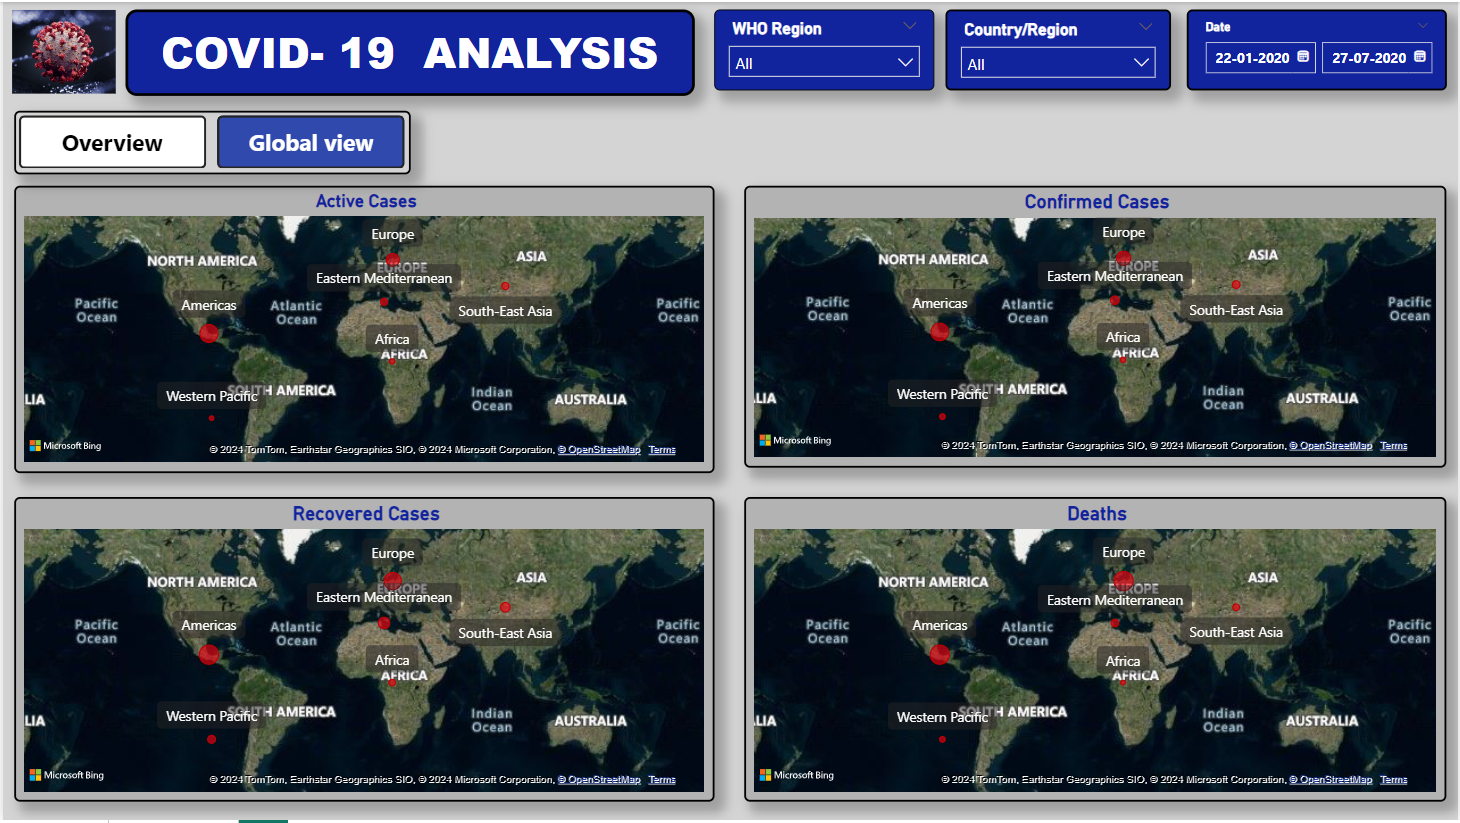 COVID- 19 ANALYSIS
WHO Region
All
Country/Region
All
Date
22-01-2020
27-07-2020
Overview
Global view
Active Cases
Europe
NORTH AMERICA
EUROPE
ASIA
Eastern Mediterranean
Pacific
Ocean
Americas
Atlantic
Ocean
South-East Asia
Pacific
Ocean
Africa
AFRICA
Western Pacific
SOUTH AMERICA
Indian
Ocean
LIA
AUSTRALIA
Microsoft Bing
© 2024 TomTom, Earthstar Geographics SIO, © 2024 Microsoft Corporation, © OpenStreetMap Terms
Confirmed Cases
Europe
NORTH AMERICA
EUROPE
ASIA
Eastern Mediterranean
Pacific
Ocean
Americas
Atlantic
Ocean
South-East Asia
Pacific
Ocean
Africa
AFRICA
Western Pacific
SOUTH AMERICA
Indian
Ocean
LIA
AUSTRALIA
Microsoft Bing
© 2024 TomTom, Earthstar Geographics SIO, © 2024 Microsoft Corporation, © OpenStreetMap Terms
Recovered Cases
Europe
NORTH AMERICA
EUROPE
ASIA
Eastern Mediterranean
Pacific
Ocean
Americas
Atlantic
Ocean
South-East Asia
Pacific
Ocean
Africa
AFRICA
Western Pacific
SOUTH AMERICA
Indian
Ocean
LIA
AUSTRALIA
Microsoft Bing
© 2024 TomTom, Earthstar Geographics SIO, © 2024 Microsoft Corporation, © OpenStreetMap Terms
Deaths
Europe
NORTH AMERICA
EUROPE
ASIA
Eastern Mediterranean
Pacific
Ocean
Americas
Atlantic
Ocean
South-East Asia
Pacific
Ocean
Africa
AFRICA
Western Pacific
SOUTH AMERICA
Indian
Ocean
LIA
AUSTRALIA
Microsoft Bing
© 2024 TomTom, Earthstar Geographics SIO, © 2024 Microsoft Corporation, © OpenStreetMap Terms